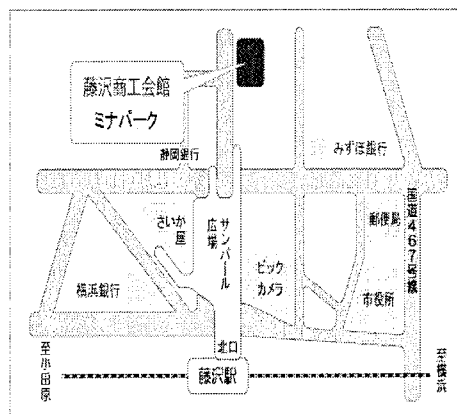 藤沢商工会館
ミナパーク
静岡銀行
みずほ銀行
国道467号線
郵便局
さいか
屋
サンパール
広場
ビック
カメラ
横浜銀行
市役所
北口
至小田原
藤沢駅
至横浜